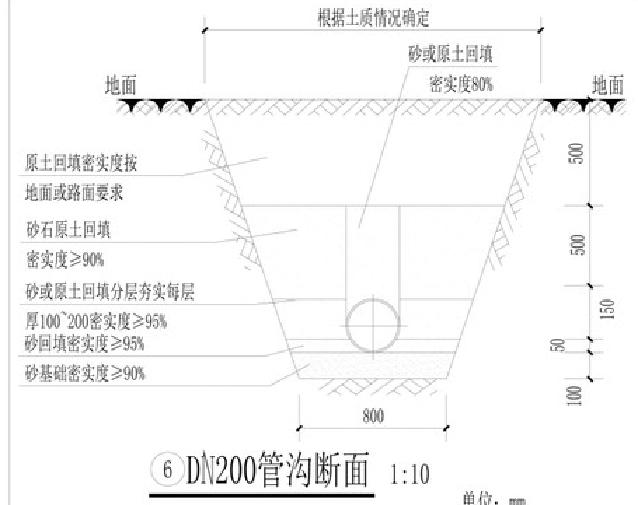 根据土质情况确定
砂或原土回填
密实度80%
地面
地面
原土回填密实度按
地面或路面要求
砂石原土回填
密实度≥90%
砂或原土回填分层夯实每层
厚100~200密实度≥95%
砂回填密实度≥95%
砂基础密实度≥90%
500
500
150
50
100
800
6 DN200管沟断面 1:10
单位: mm